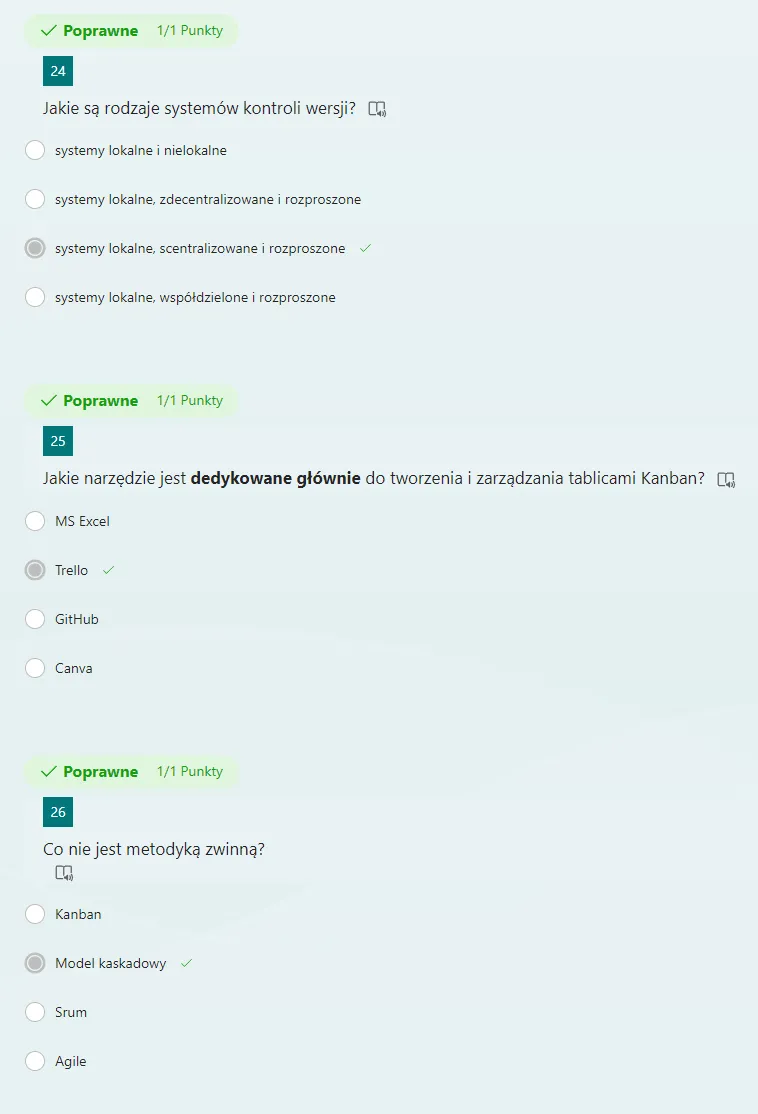 Poprawne 1/1 Punkty
24
Jakie są rodzaje systemów kontroli wersji?
systemy lokalne i nielokalne
systemy lokalne, zdecentralizowane i rozproszone
systemy lokalne, scentralizowane i rozproszone
systemy lokalne, współdzielone i rozproszone
Poprawne 1/1 Punkty
25
Jakie narzędzie jest dedykowane głównie do tworzenia i zarządzania tablicami Kanban?
MS Excel
Trello
GitHub
Canva
Poprawne 1/1 Punkty
26
Co nie jest metodyką zwinną?
Kanban
Model kaskadowy
Srum
Agile